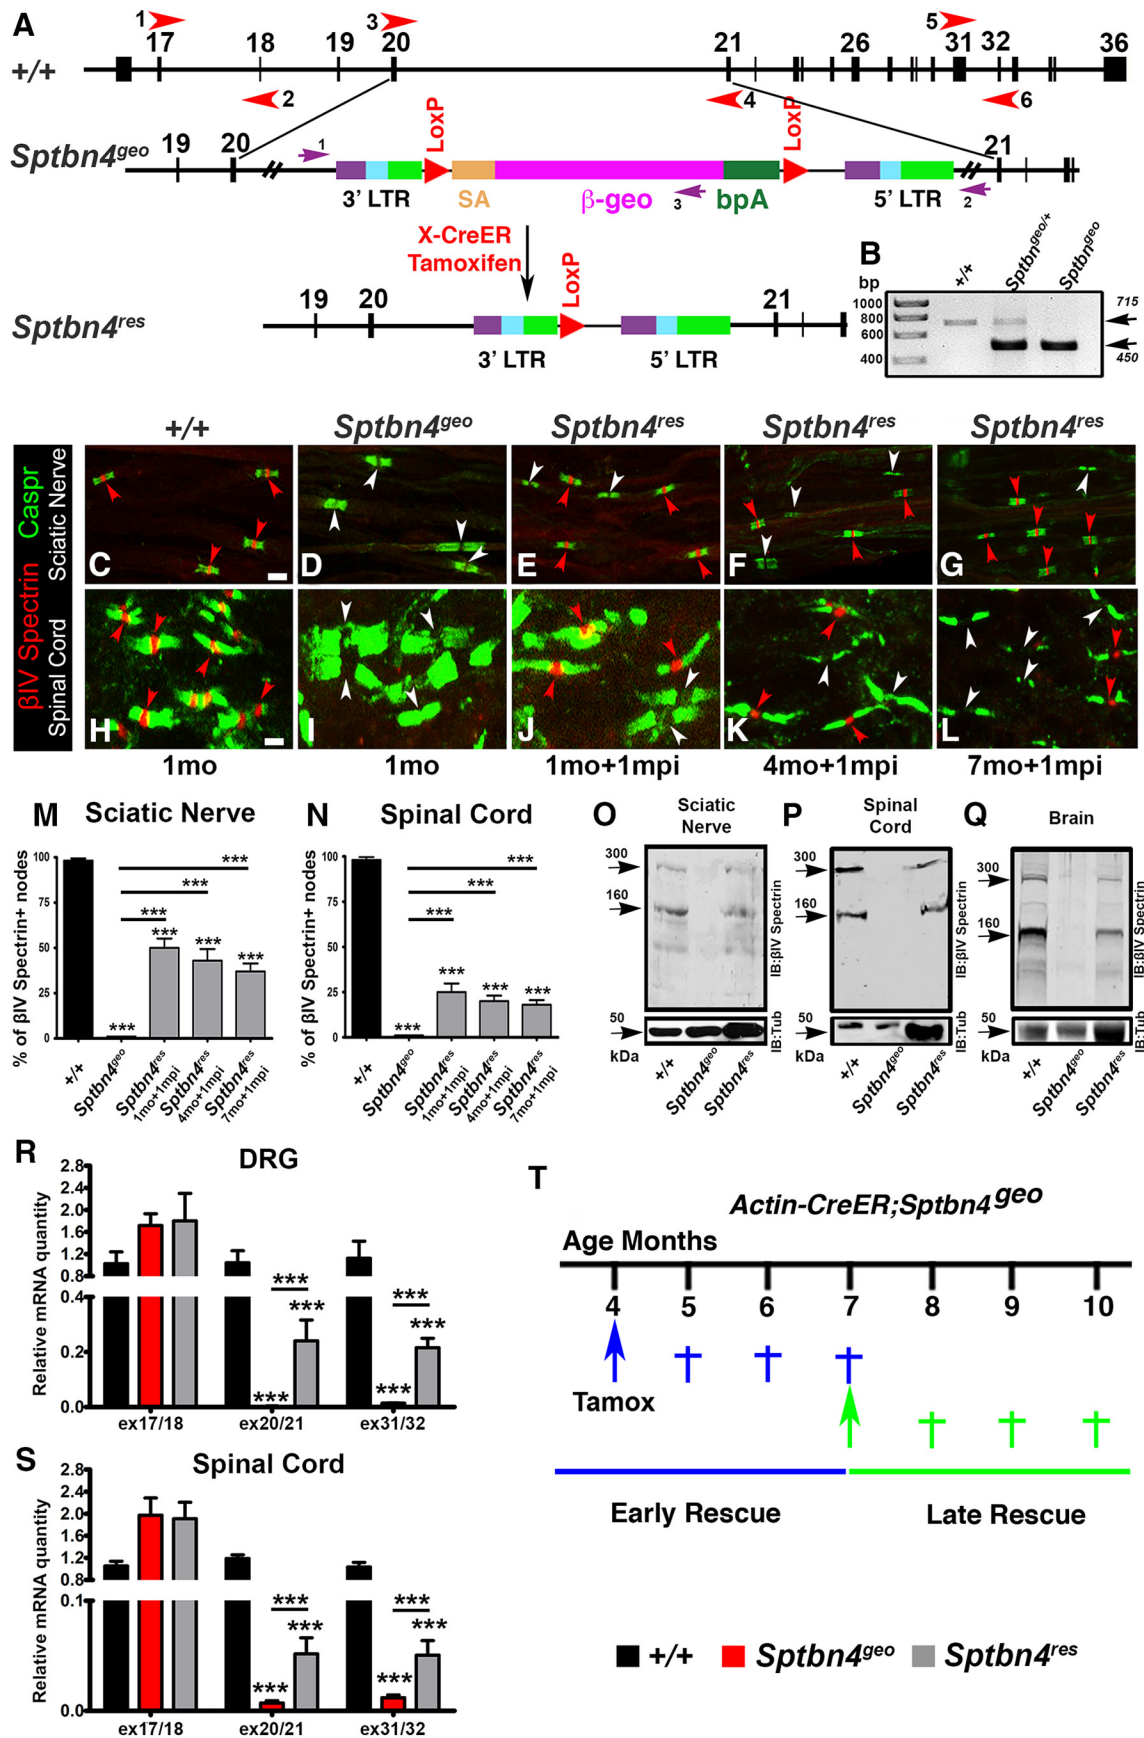 A
1 3 5
17 18 19 20 21 26 31 32 36
+/+
2 4 6
Sptbn4geo
19 20 1 LoxP LoxP 21
3' LTR SA β-geo 3 bpA 5' LTR 2
X-CreER
Tamoxifen
LoxP
Sptbn4res
19 20 21
3' LTR 5' LTR
B
bp +/+ Sptbngeo/+ Sptbngeo
1000 715
800
600
400 450
+/+ Sptbn4geo Sptbn4res Sptbn4res Sptbn4res
βIV Spectrin Caspr
Sciatic Nerve
Spinal Cord
C D E F G
H I J K L
1mo 1mo 1mo+1mpi 4mo+1mpi 7mo+1mpi
M Sciatic Nerve
% of βIV Spectrin+ nodes
100
75
50
25
0
*** *** *** ***
*** *** ***
+/+ Sptbn4geo Sptbn4res 1mo+1mpi Sptbn4res 4mo+1mpi Sptbn4res 7mo+1mpi
N Spinal Cord
% of βIV Spectrin+ nodes
100
75
50
25
0
*** *** *** ***
*** *** ***
+/+ Sptbn4geo Sptbn4res 1mo+1mpi Sptbn4res 4mo+1mpi Sptbn4res 7mo+1mpi
O Sciatic
Nerve
300
160
50
kDa
IB:βIV Spectrin
IB:Tub
+/+ Sptbn4geo Sptbn4res
P Spinal
Cord
300
160
50
kDa
IB:βIV Spectrin
IB:Tub
+/+ Sptbn4geo Sptbn4res
Q Brain
300
160
50
kDa
IB:βIV Spectrin
IB:Tub
+/+ Sptbn4geo Sptbn4res
R DRG
Relative mRNA quantity
2.8
2.4
2.0
1.6
1.2
0.8
0.4
0.2
0.0
*** *** *** *** *** ***
ex17/18 ex20/21 ex31/32
S Spinal Cord
Relative mRNA quantity
2.8
2.4
2.0
1.6
1.2
0.8
0.1
0.0
*** *** *** *** *** ***
ex17/18 ex20/21 ex31/32
T
Actin-CreER;Sptbn4geo
Age Months
4 5 6 7 8 9 10
Tamox
Early Rescue Late Rescue
+/+ Sptbn4geo Sptbn4res